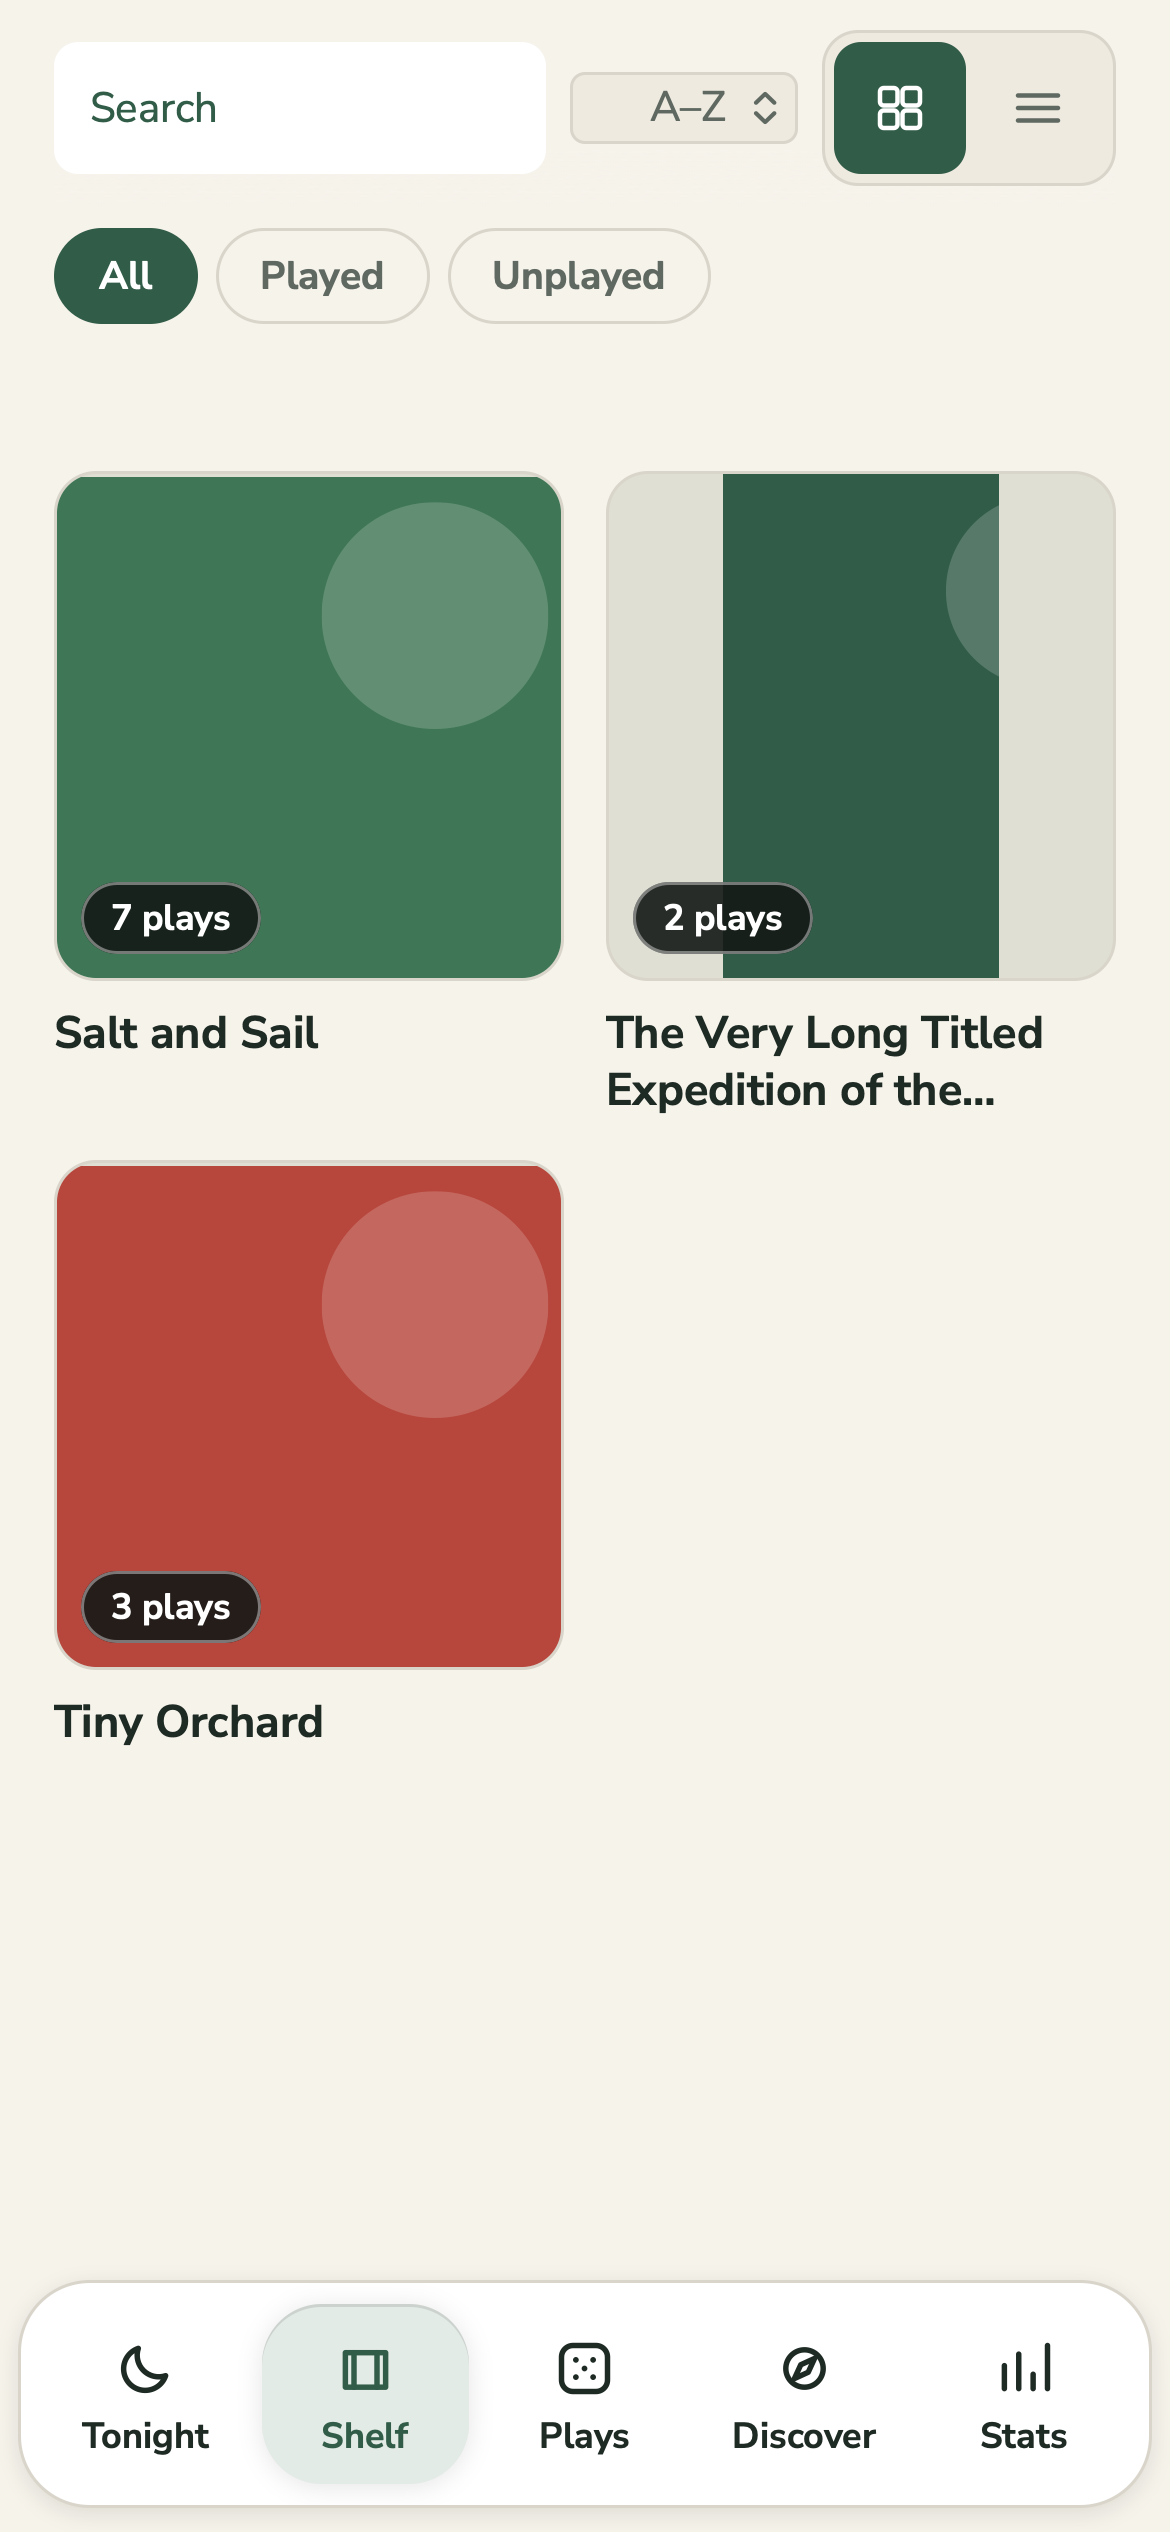 Search
A–Z
All
Played
Unplayed
7 plays
2 plays
Salt and Sail
The Very Long Titled
Expedition of the...
3 plays
Tiny Orchard
Tonight
Shelf
Plays
Discover
Stats